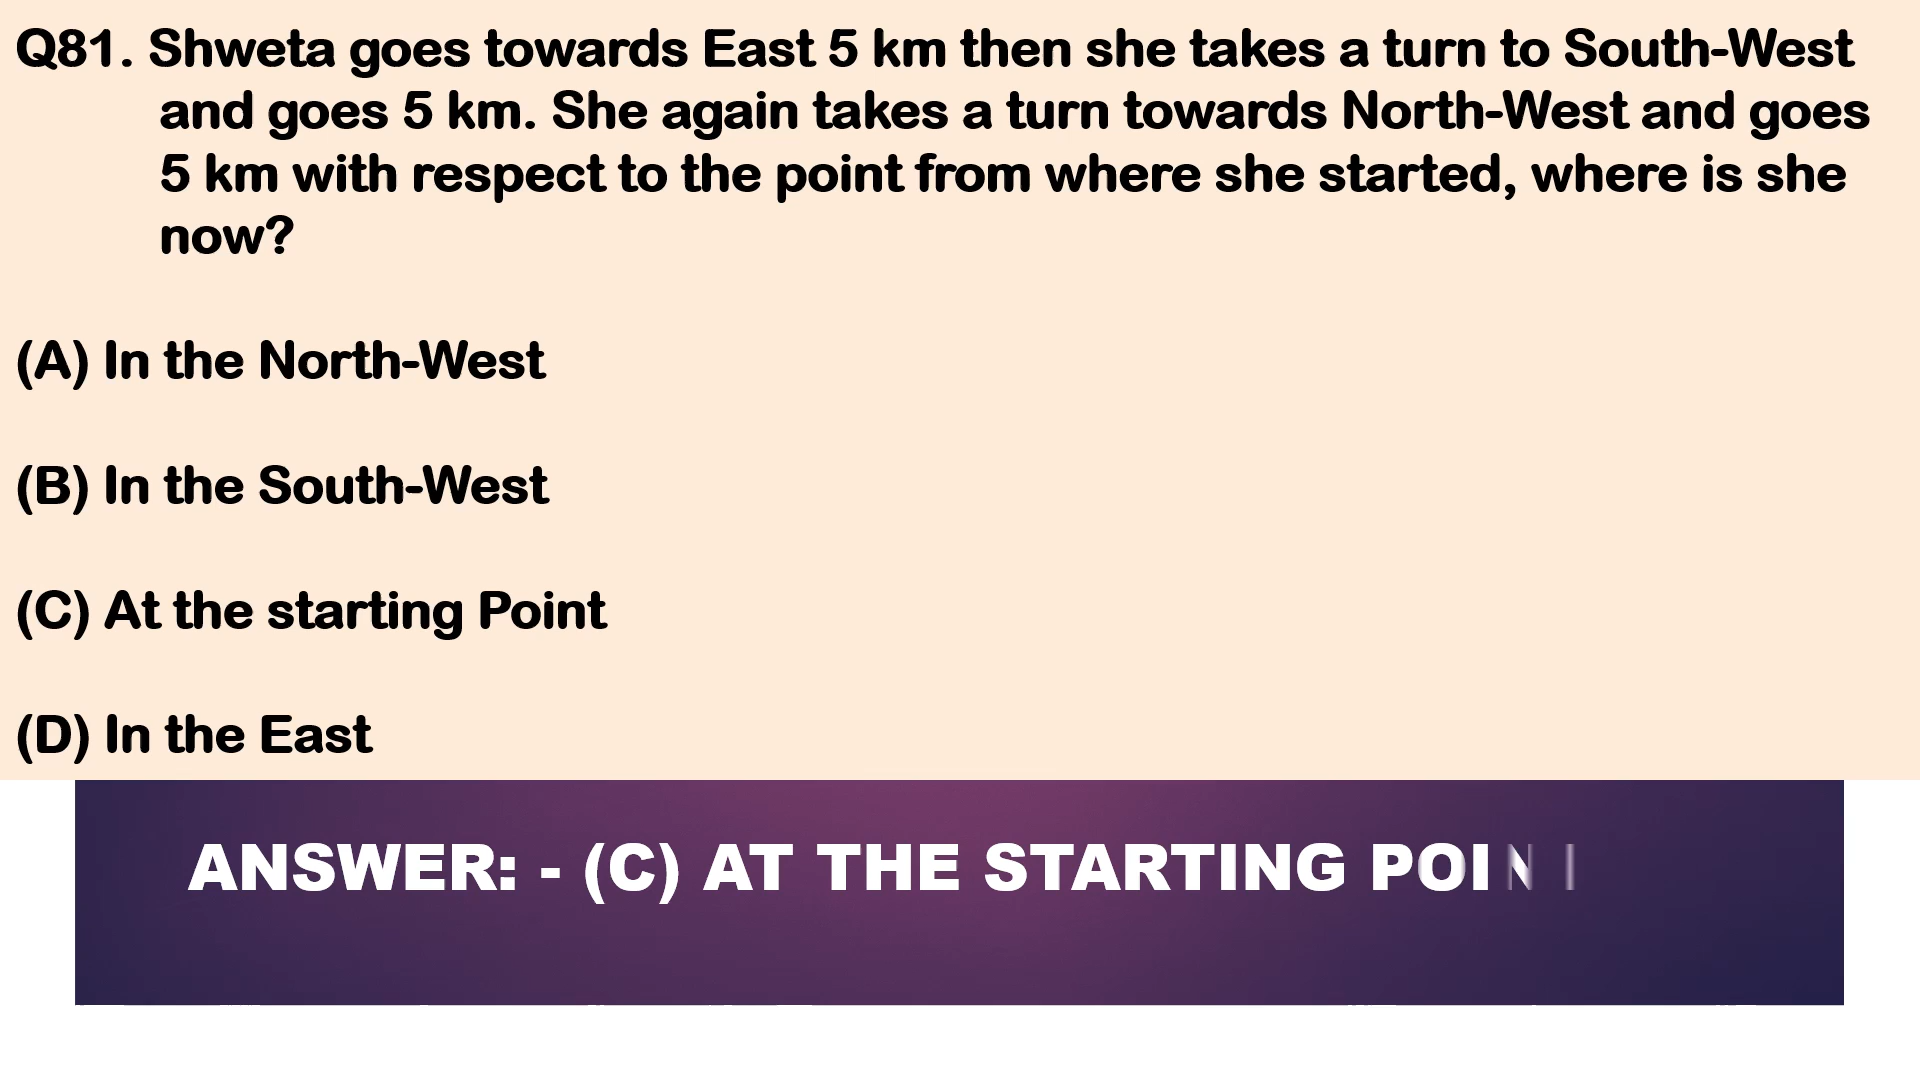 Q81. Shweta goes towards East 5 km then she takes a turn to South-West
and goes 5 km. She again takes a turn towards North-West and goes
5 km with respect to the point from where she started, where is she
now?
(A) In the North-West
(B) In the South-West
(C) At the starting Point
(D) In the East
ANSWER: - (C) AT THE STARTING